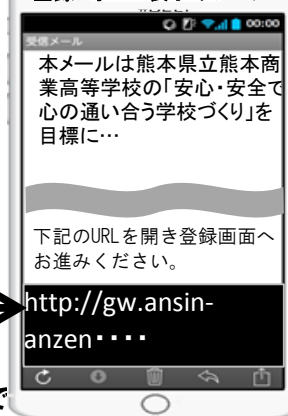 00:00
受信メール
本メールは熊本県立熊本商
業高等学校の「安心・安全で
心の通い合う学校づくり」を
目標に…
下記のURLを開き登録画面へ
お進みください。
http://gw.ansin-
anzen････
で